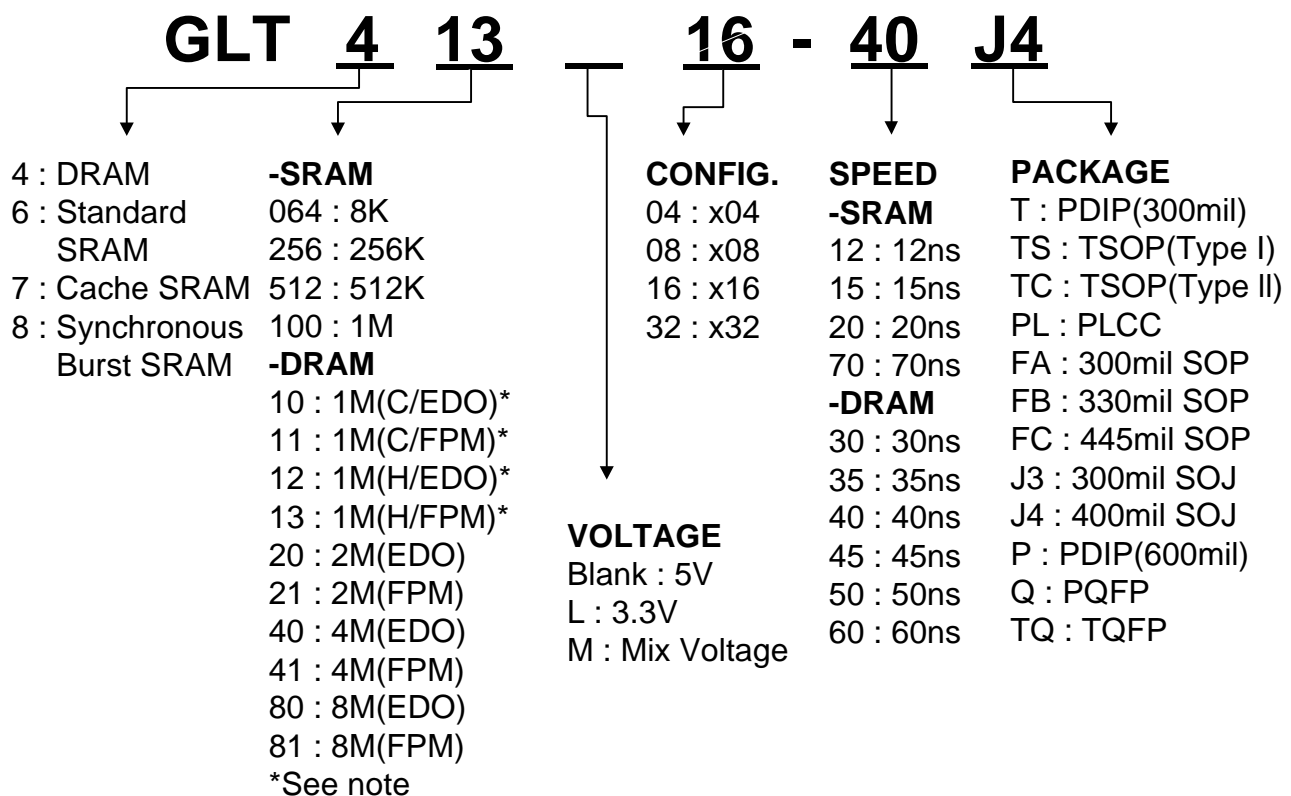 GLT 4 13 _ 16 - 40 J4
4 : DRAM
6 : Standard
SRAM
7 : Cache SRAM
8 : Synchronous
Burst SRAM
-SRAM
064 : 8K
256 : 256K
512 : 512K
100 : 1M
-DRAM
10 : 1M(C/EDO)*
11 : 1M(C/FPM)*
12 : 1M(H/EDO)*
13 : 1M(H/FPM)*
20 : 2M(EDO)
21 : 2M(FPM)
40 : 4M(EDO)
41 : 4M(FPM)
80 : 8M(EDO)
81 : 8M(FPM)
*See note
VOLTAGE
Blank : 5V
L : 3.3V
M : Mix Voltage
CONFIG.
04 : x04
08 : x08
16 : x16
32 : x32
SPEED
-SRAM
12 : 12ns
15 : 15ns
20 : 20ns
70 : 70ns
-DRAM
30 : 30ns
35 : 35ns
40 : 40ns
45 : 45ns
50 : 50ns
60 : 60ns
PACKAGE
T : PDIP(300mil)
TS : TSOP(Type I)
TC : TSOP(Type ll)
PL : PLCC
FA : 300mil SOP
FB : 330mil SOP
FC : 445mil SOP
J3 : 300mil SOJ
J4 : 400mil SOJ
P : PDIP(600mil)
Q : PQFP
TQ : TQFP